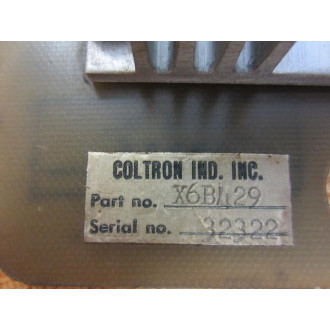 COLTRON IND. INC.
Part no. X6B429
Serial no. 32322